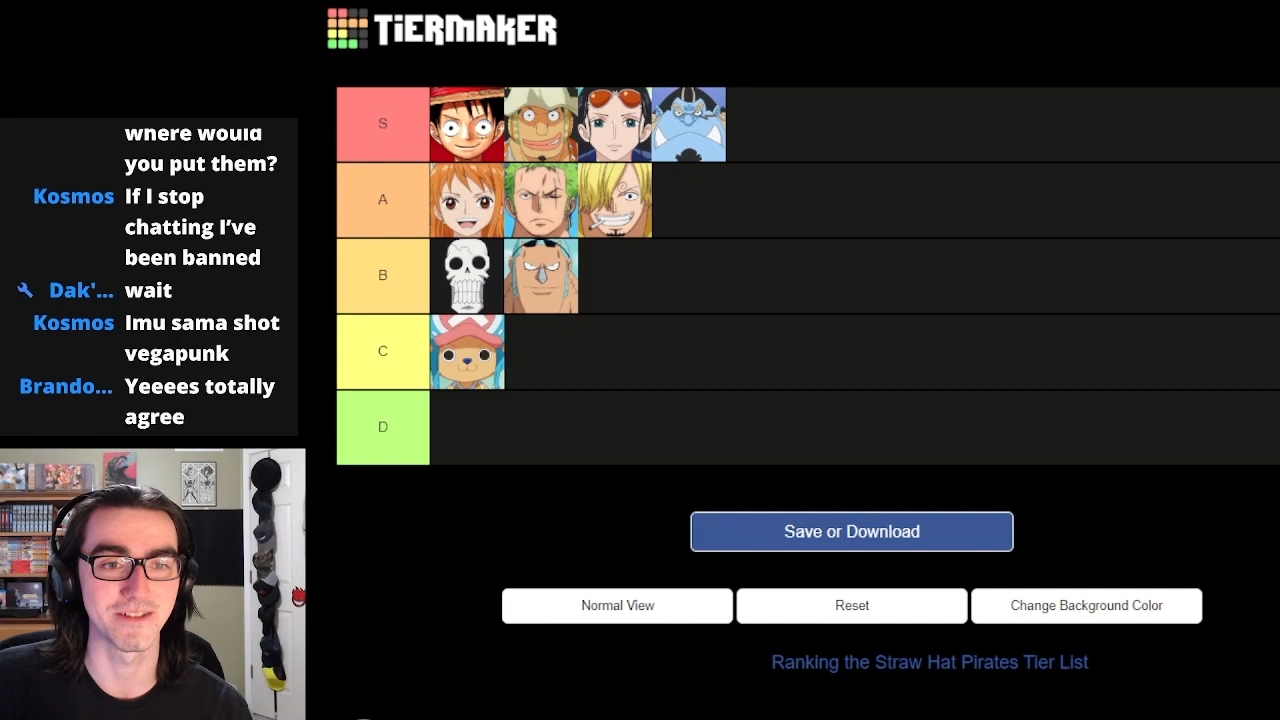 TiERMAKER
where would
you put them?
Kosmos If I stop
chatting I've
been banned
Dak'... wait
Kosmos Imu sama shot
vegapunk
Brando... Yeeees totally
agree
S
A
B
C
D
Save or Download
Normal View
Reset
Change Background Color
Ranking the Straw Hat Pirates Tier List